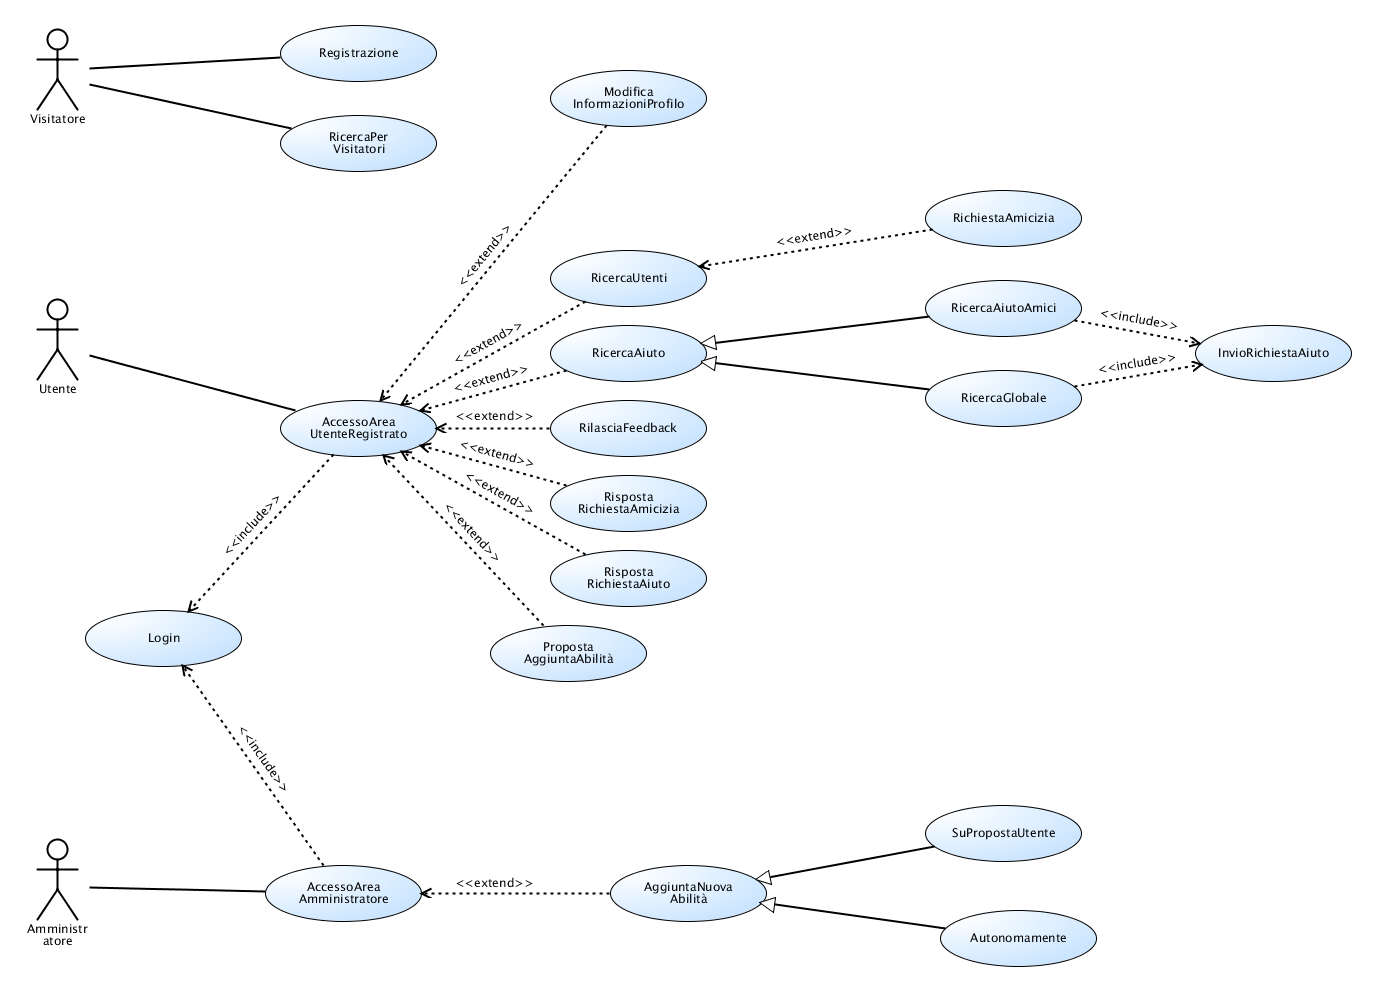 Registrazione
Visitatore
RicercaPer
Visitatori
Modifica
InformazioniProfilo
<<extend>>
RichiestaAmicizia
<<extend>>
RicercaUtenti
<<extend>>
RicercaAiuto
<<extend>>
RicercaAiutoAmici
<<include>>
InvioRichiestaAiuto
<<include>>
RicercaGlobale
Utente
AccessoArea
UtenteRegistrato
<<extend>>
RilasciaFeedback
<<extend>>
Risposta
RichiestaAmicizia
<<extend>>
Risposta
RichiestaAiuto
<<extend>>
Proposta
AggiuntaAbilità
<<include>>
Login
<<include>>
Amministr
atore
AccessoArea
Amministratore
<<extend>>
AggiuntaNuova
Abilità
SuPropostaUtente
Autonomamente